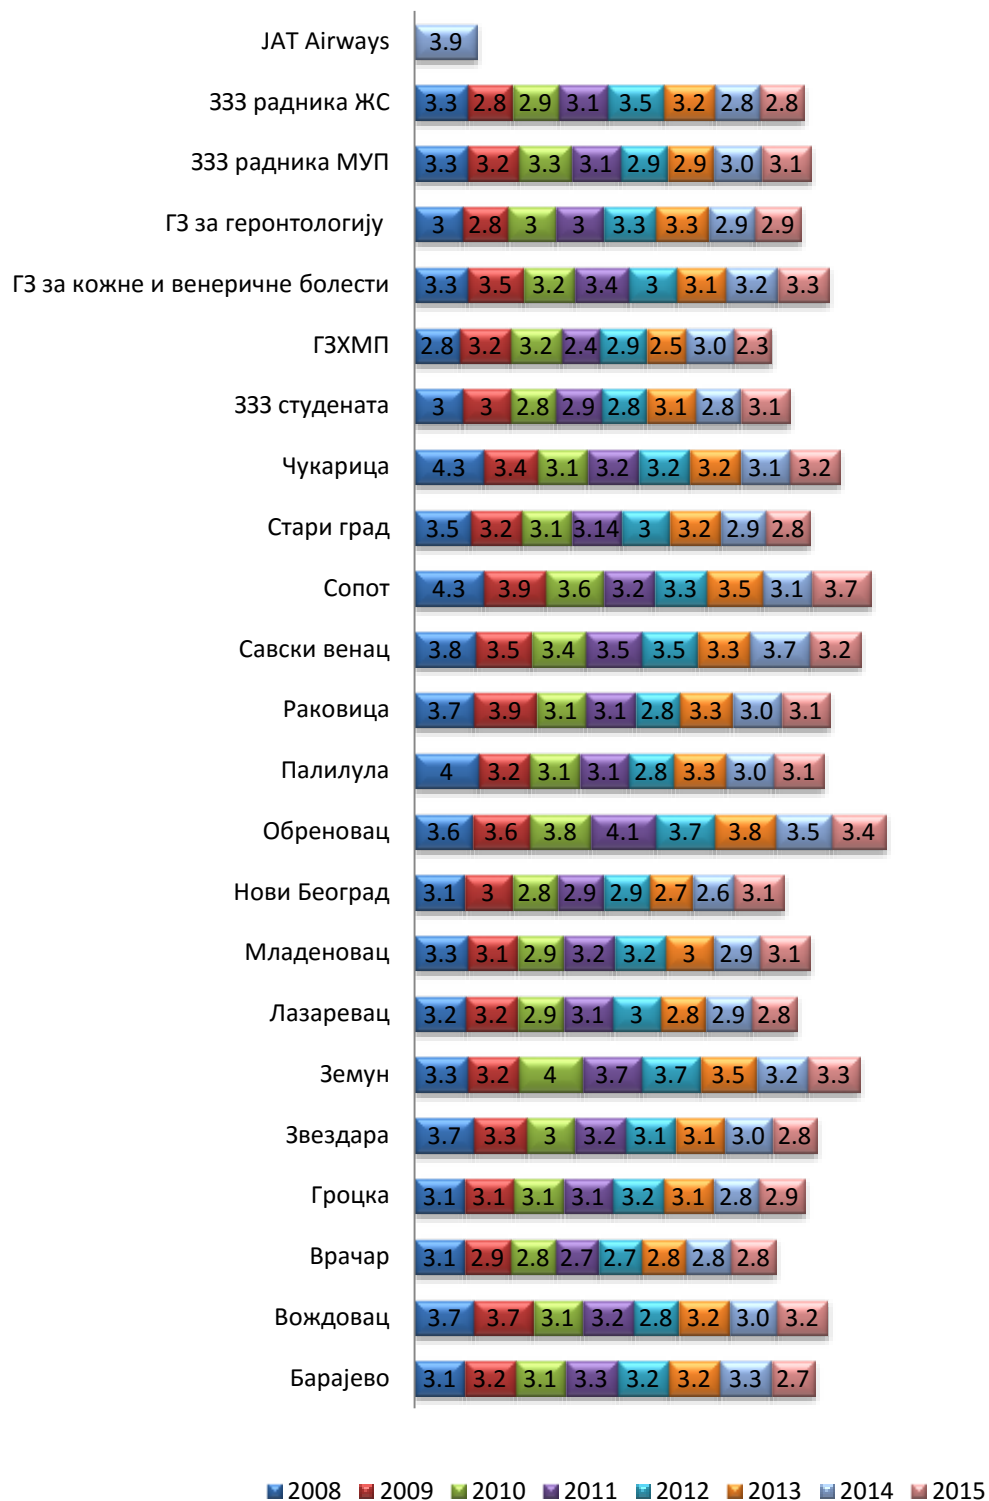 JAT Airways 3.9
ЗЗЗ радника ЖС 3.3 2.8 2.9 3.1 3.5 3.2 2.8 2.8
ЗЗЗ радника МУП 3.3 3.2 3.3 3.1 2.9 2.9 3.0 3.1
ГЗ за геронтологију 3 2.8 3 3 3.3 3.3 2.9 2.9
ГЗ за кожне и венеричне болести 3.3 3.5 3.2 3.4 3 3.1 3.2 3.3
ГЗХМП 2.8 3.2 3.2 2.4 2.9 2.5 3.0 2.3
ЗЗЗ студената 3 3 2.8 2.9 2.8 3.1 2.8 3.1
Чукарица 4.3 3.4 3.1 3.2 3.2 3.2 3.1 3.2
Стари град 3.5 3.2 3.1 3.14 3 3.2 2.9 2.8
Сопот 4.3 3.9 3.6 3.2 3.3 3.5 3.1 3.7
Савски венац 3.8 3.5 3.4 3.5 3.5 3.3 3.7 3.2
Раковица 3.7 3.9 3.1 3.1 2.8 3.3 3.0 3.1
Палилула 4 3.2 3.1 3.1 2.8 3.3 3.0 3.1
Обреновац 3.6 3.6 3.8 4.1 3.7 3.8 3.5 3.4
Нови Београд 3.1 3 2.8 2.9 2.9 2.7 2.6 3.1
Младеновац 3.3 3.1 2.9 3.2 3.2 3 2.9 3.1
Лазаревац 3.2 3.2 2.9 3.1 3 2.8 2.9 2.8
Земун 3.3 3.2 4 3.7 3.7 3.5 3.2 3.3
Звездара 3.7 3.3 3 3.2 3.1 3.1 3.0 2.8
Гроцка 3.1 3.1 3.1 3.1 3.2 3.1 2.8 2.9
Врачар 3.1 2.9 2.8 2.7 2.7 2.8 2.8 2.8
Вождовац 3.7 3.7 3.1 3.2 2.8 3.2 3.0 3.2
Барајево 3.1 3.2 3.1 3.3 3.2 3.2 3.3 2.7
2008 2009 2010 2011 2012 2013 2014 2015